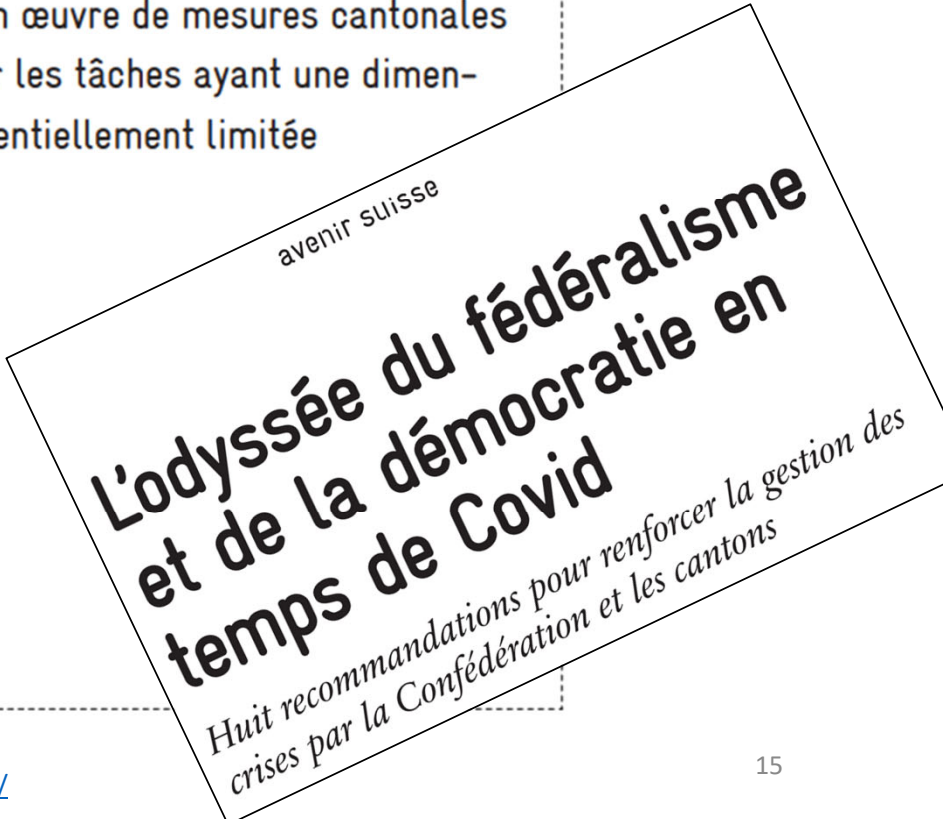 n œuvre de mesures cantonales
les tâches ayant une dimen-
entiellement limitée
avenir suisse
L'odyssée du fédéralisme
et de la démocratie en
temps de Covid
Huit recommandations pour renforcer la gestion des
crises par la Confédération et les cantons
/
15